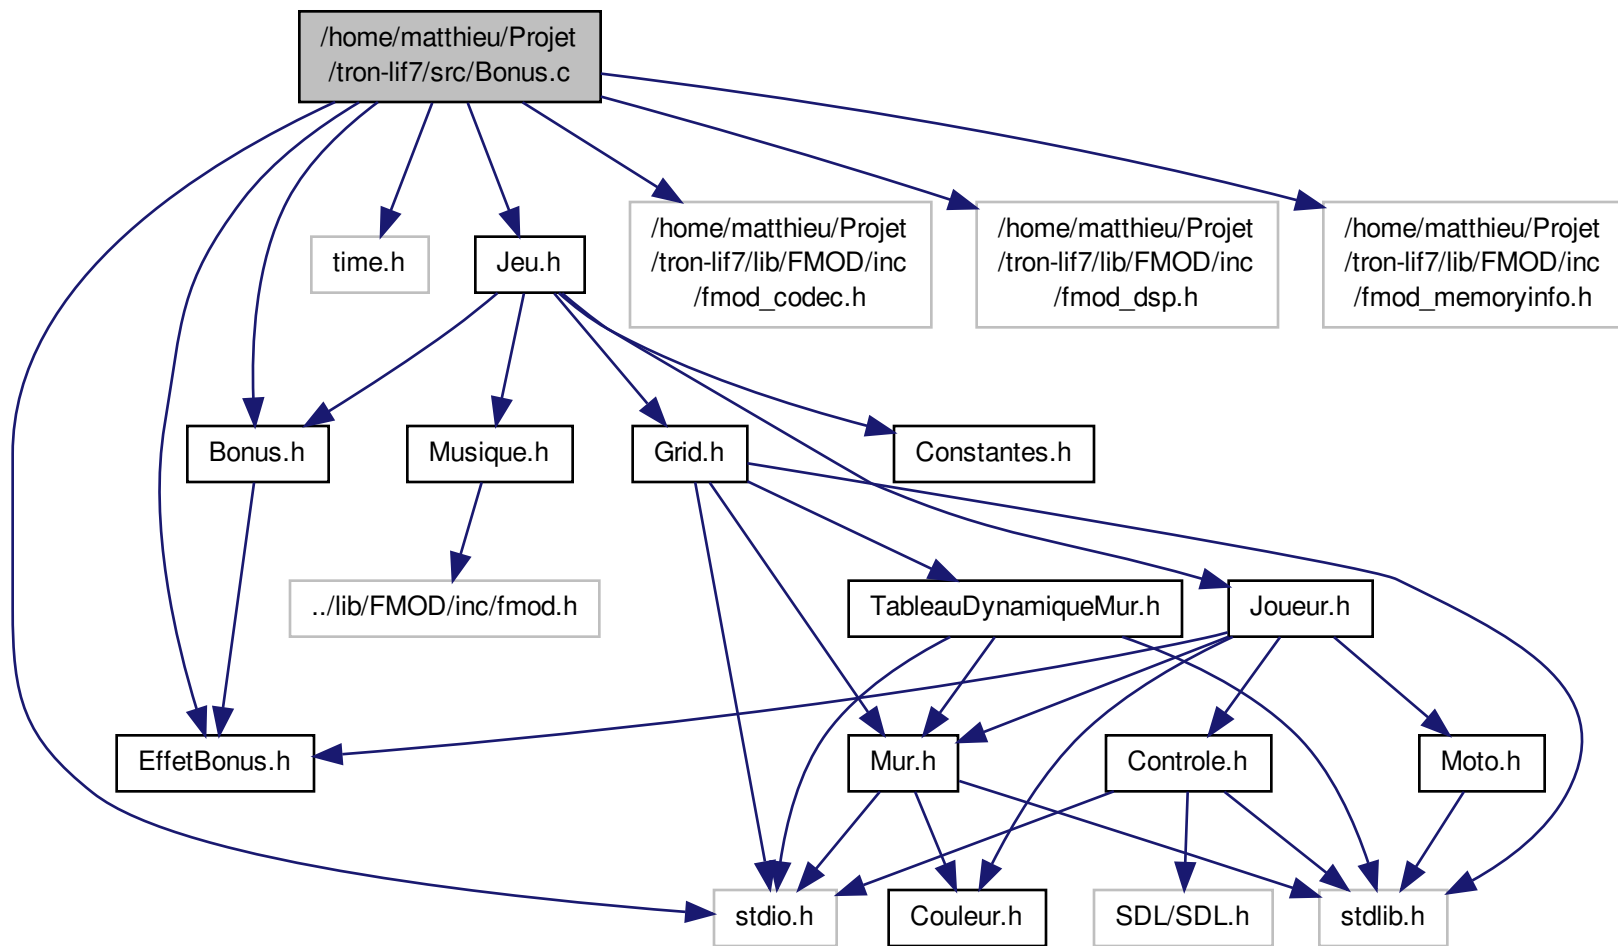 /home/matthieu/Projet
/tron-lif7/src/Bonus.c
time.h
Jeu.h
/home/matthieu/Projet
/tron-lif7/lib/FMOD/inc
/fmod_codec.h
/home/matthieu/Projet
/tron-lif7/lib/FMOD/inc
/fmod_dsp.h
/home/matthieu/Projet
/tron-lif7/lib/FMOD/inc
/fmod_memoryinfo.h
Bonus.h
Musique.h
Grid.h
Constantes.h
../lib/FMOD/inc/fmod.h
TableauDynamiqueMur.h
Joueur.h
EffetBonus.h
Mur.h
Controle.h
Moto.h
stdio.h
Couleur.h
SDL/SDL.h
stdlib.h